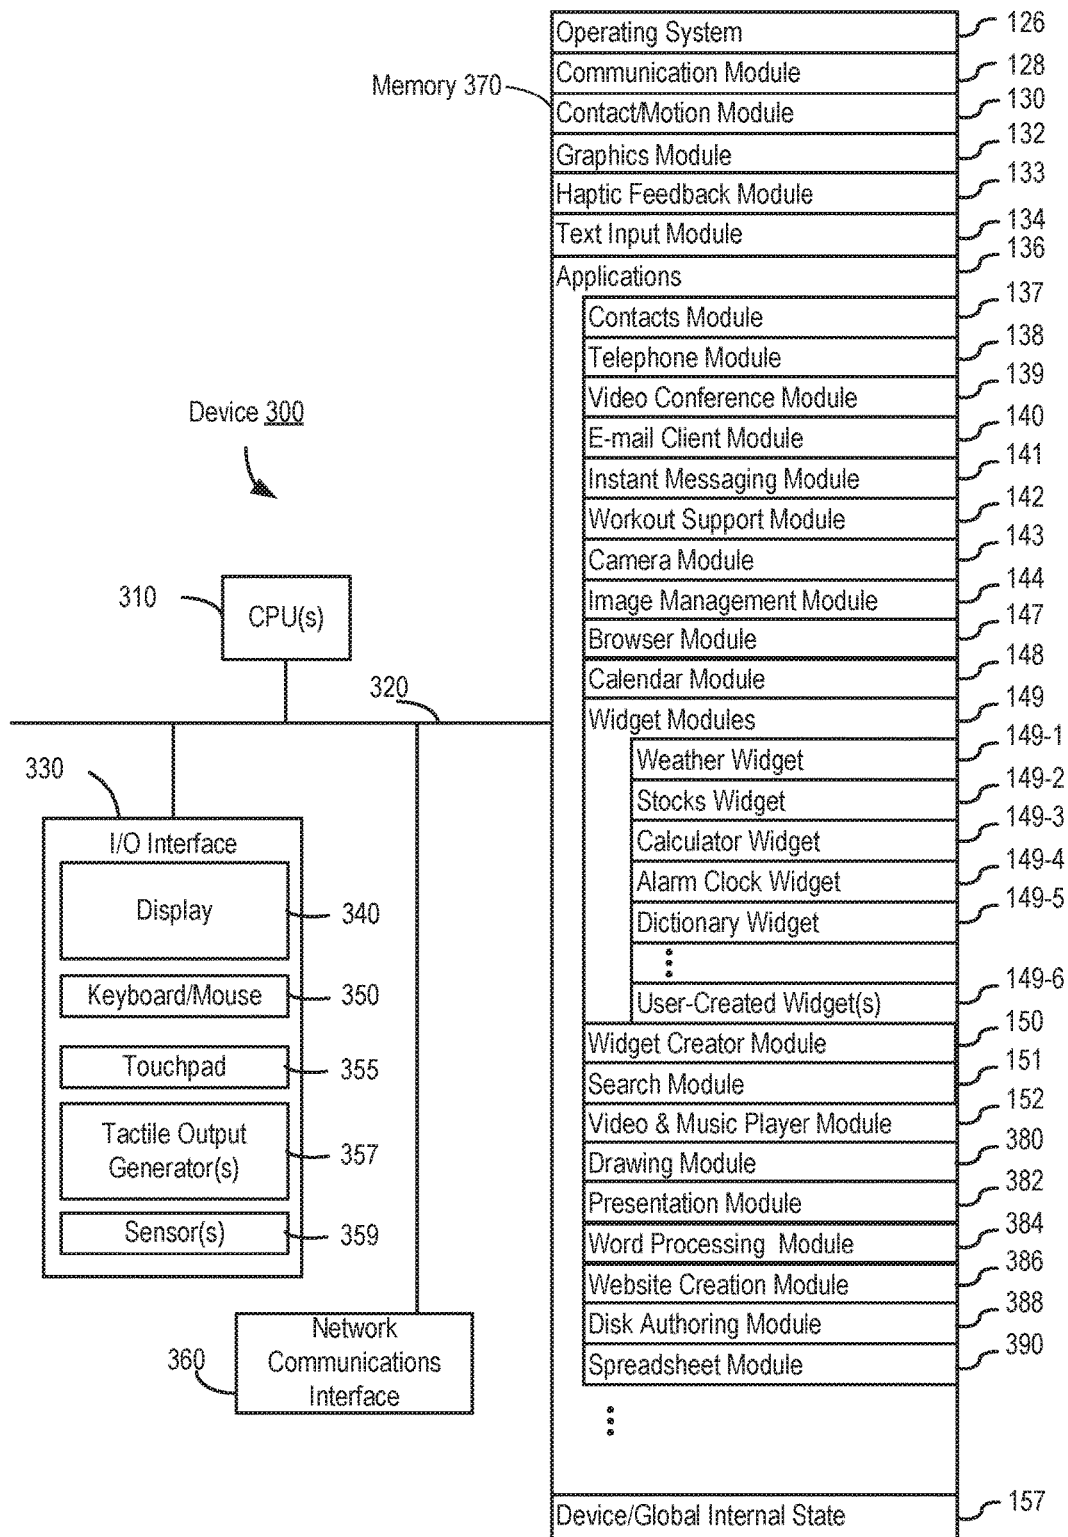 Operating System 126
Communication Module 128
Memory 370
Contact/Motion Module 130
Graphics Module 132
Haptic Feedback Module 133
Text Input Module 134
Applications 136
Contacts Module 137
Telephone Module 138
Video Conference Module 139
E-mail Client Module 140
Instant Messaging Module 141
Workout Support Module 142
Camera Module 143
Image Management Module 144
Browser Module 147
Calendar Module 148
Widget Modules 149
Weather Widget 149-1
Stocks Widget 149-2
Calculator Widget 149-3
Alarm Clock Widget 149-4
Dictionary Widget 149-5
User-Created Widget(s) 149-6
Widget Creator Module 150
Search Module 151
Video & Music Player Module 152
Drawing Module 380
Presentation Module 382
Word Processing Module 384
Website Creation Module 386
Disk Authoring Module 388
Spreadsheet Module 390
Device/Global Internal State 157
Device 300
310
CPU(s)
320
330
I/O Interface
Display 340
Keyboard/Mouse 350
Touchpad 355
Tactile Output
Generator(s) 357
Sensor(s) 359
360
Network
Communications
Interface